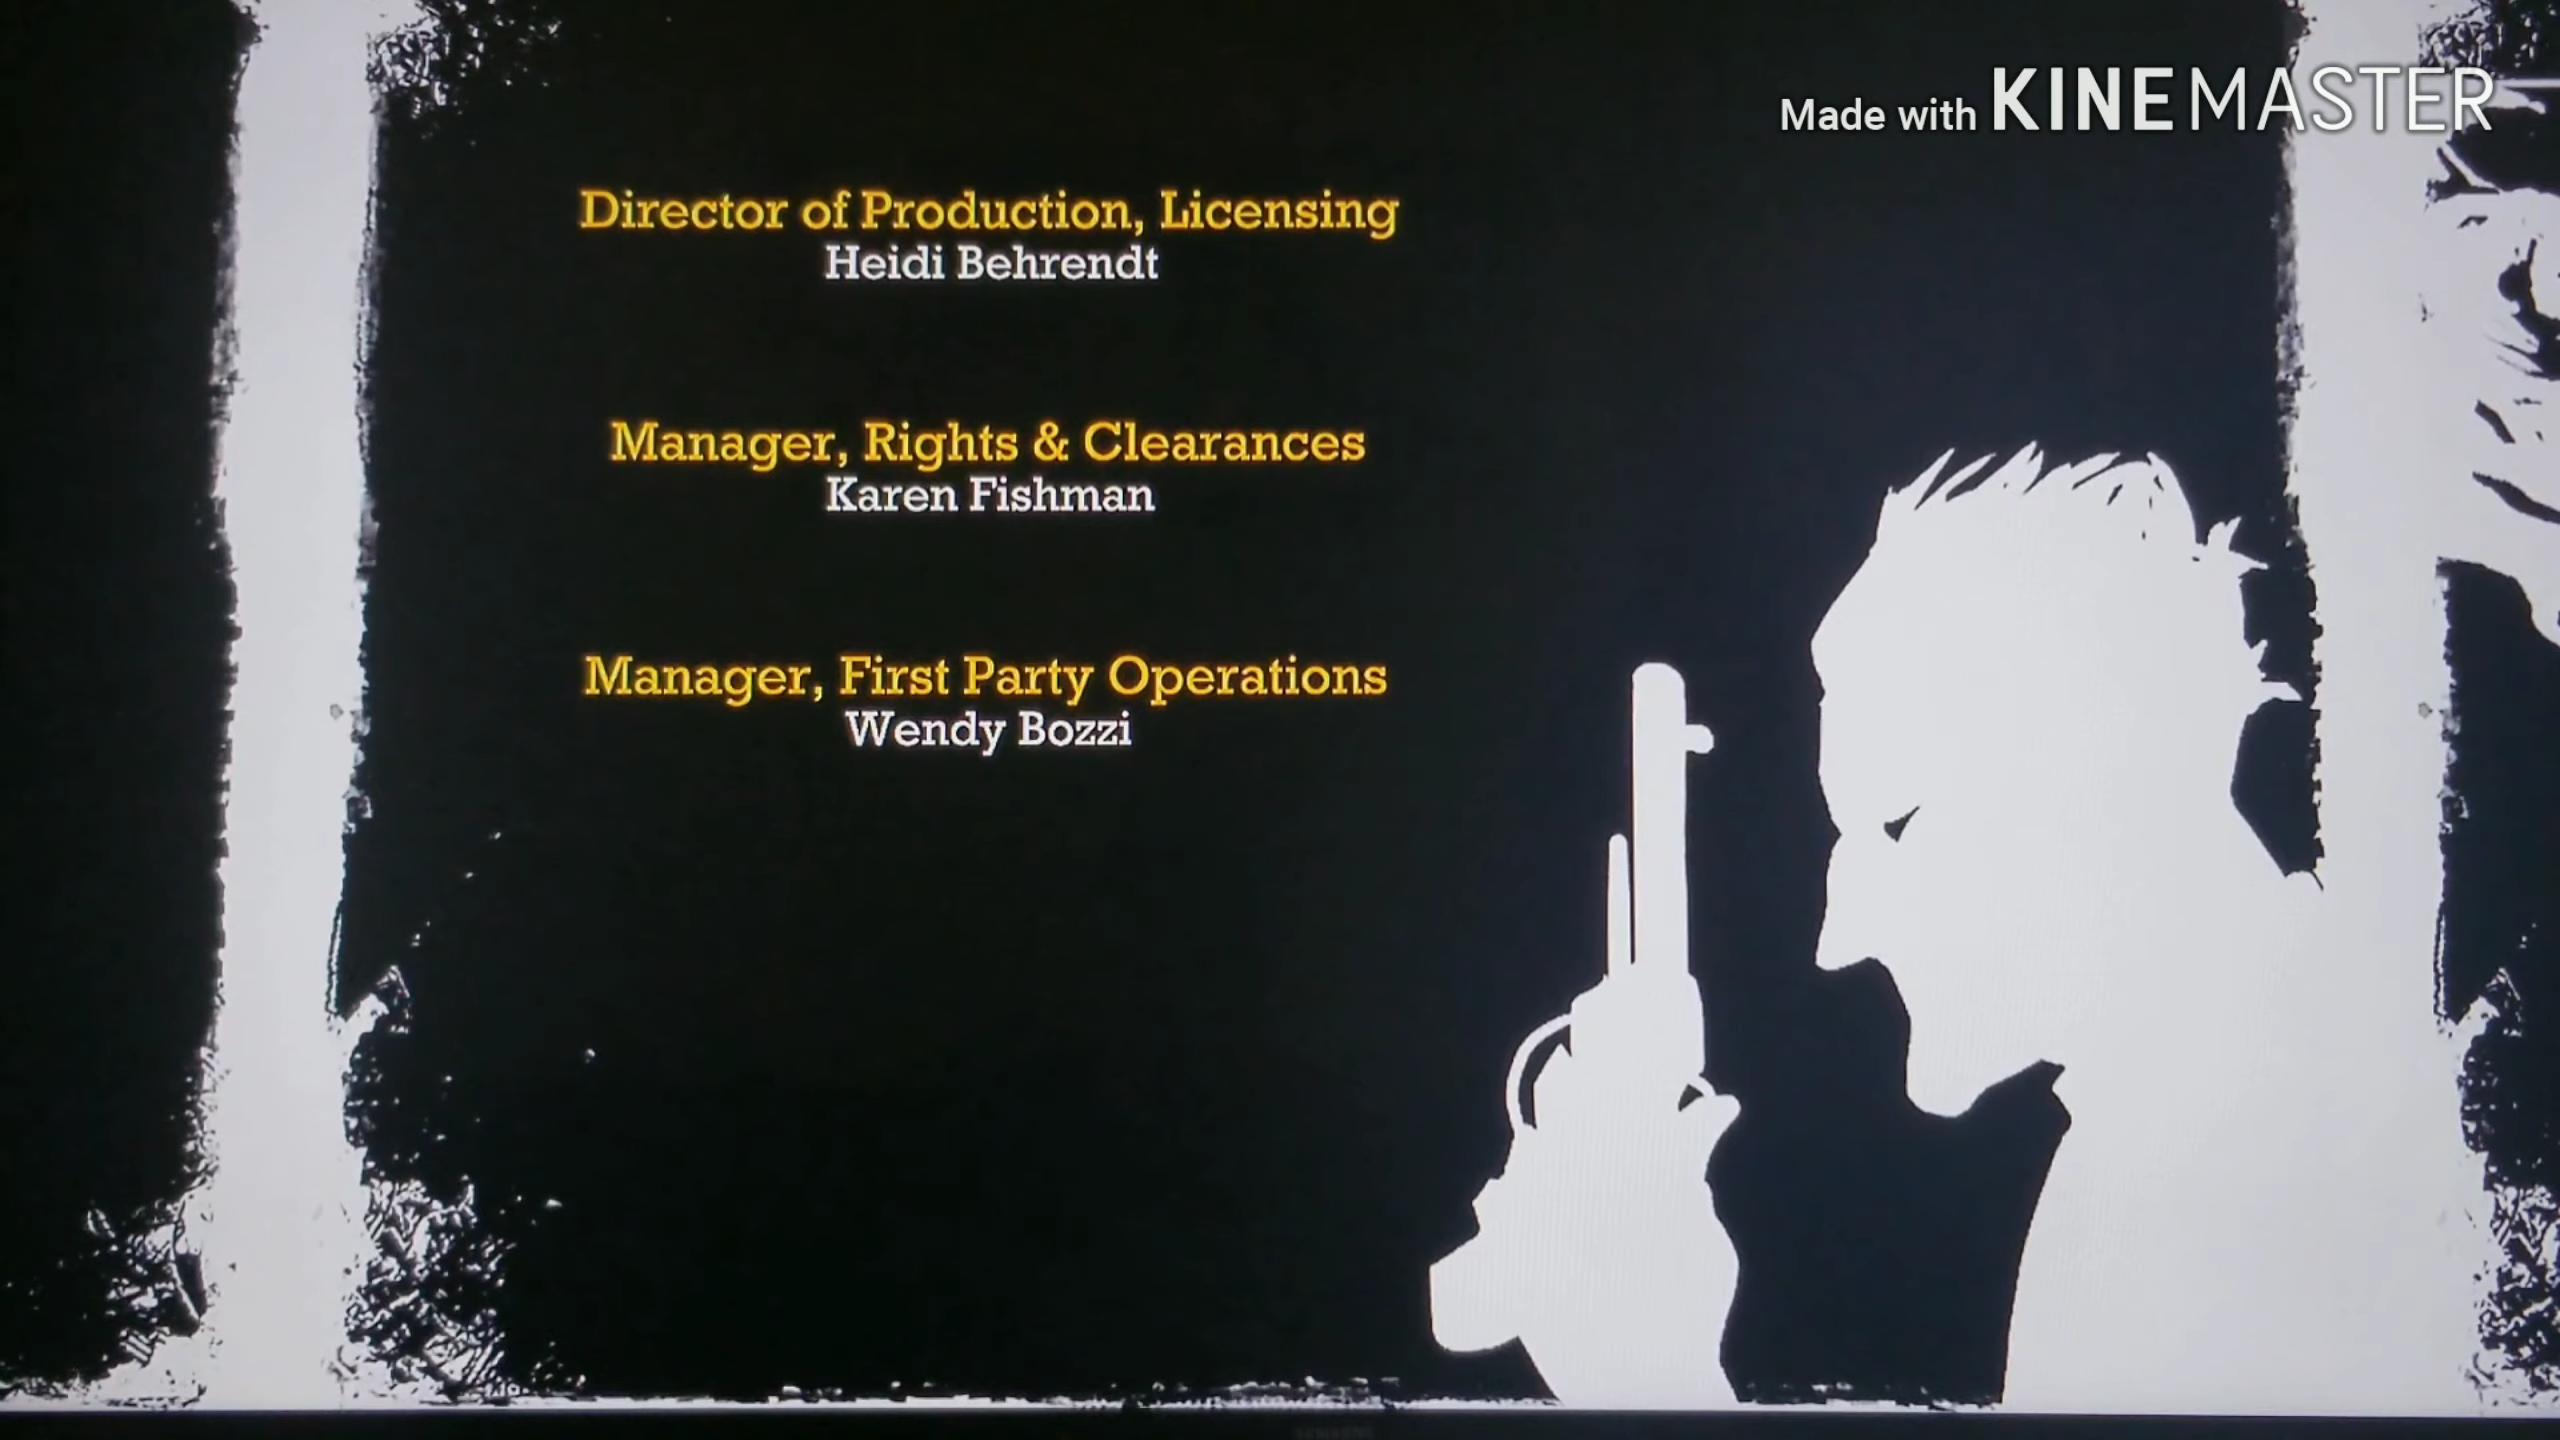 Made with KINEMASTER
Director of Production, Licensing
Heidi Behrendt
Manager, Rights & Clearances
Karen Fishman
Manager, First Party Operations
Wendy Bozzi